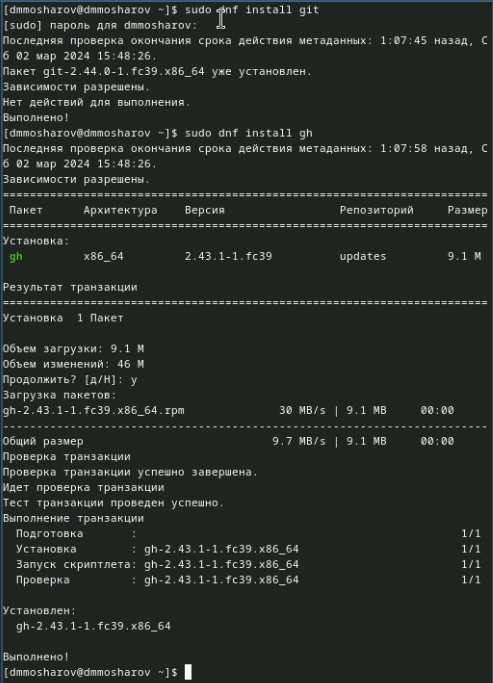 [dmmosharov@dmmosharov ~]$ sudo dnf install git
[sudo] пароль для dmmosharov:
Последняя проверка окончания срока действия метаданных: 1:07:45 назад, С
б 02 мар 2024 15:48:26.
Пакет git-2.44.0-1.fc39.x86_64 уже установлен.
Зависимости разрешены.
Нет действий для выполнения.
Выполнено!
[dmmosharov@dmmosharov ~]$ sudo dnf install gh
Последняя проверка окончания срока действия метаданных: 1:07:58 назад, С
б 02 мар 2024 15:48:26.
Зависимости разрешены.
========================================================================
Пакет Архитектура Версия Репозиторий Размер
========================================================================
Установка:
gh x86_64 2.43.1-1.fc39 updates 9.1 M
Результат транзакции
========================================================================
Установка 1 Пакет
Объем загрузки: 9.1 M
Объем изменений: 46 M
Продолжить? [д/Н]: y
Загрузка пакетов:
gh-2.43.1-1.fc39.x86_64.rpm 30 MB/s | 9.1 MB 00:00
------------------------------------------------------------------------
Общий размер 9.7 MB/s | 9.1 MB 00:00
Проверка транзакции
Проверка транзакции успешно завершена.
Идет проверка транзакции
Тест транзакции проведен успешно.
Выполнение транзакции
Подготовка : 1/1
Установка : gh-2.43.1-1.fc39.x86_64 1/1
Запуск скриптлета: gh-2.43.1-1.fc39.x86_64 1/1
Проверка : gh-2.43.1-1.fc39.x86_64 1/1
Установлен:
gh-2.43.1-1.fc39.x86_64
Выполнено!
[dmmosharov@dmmosharov ~]$